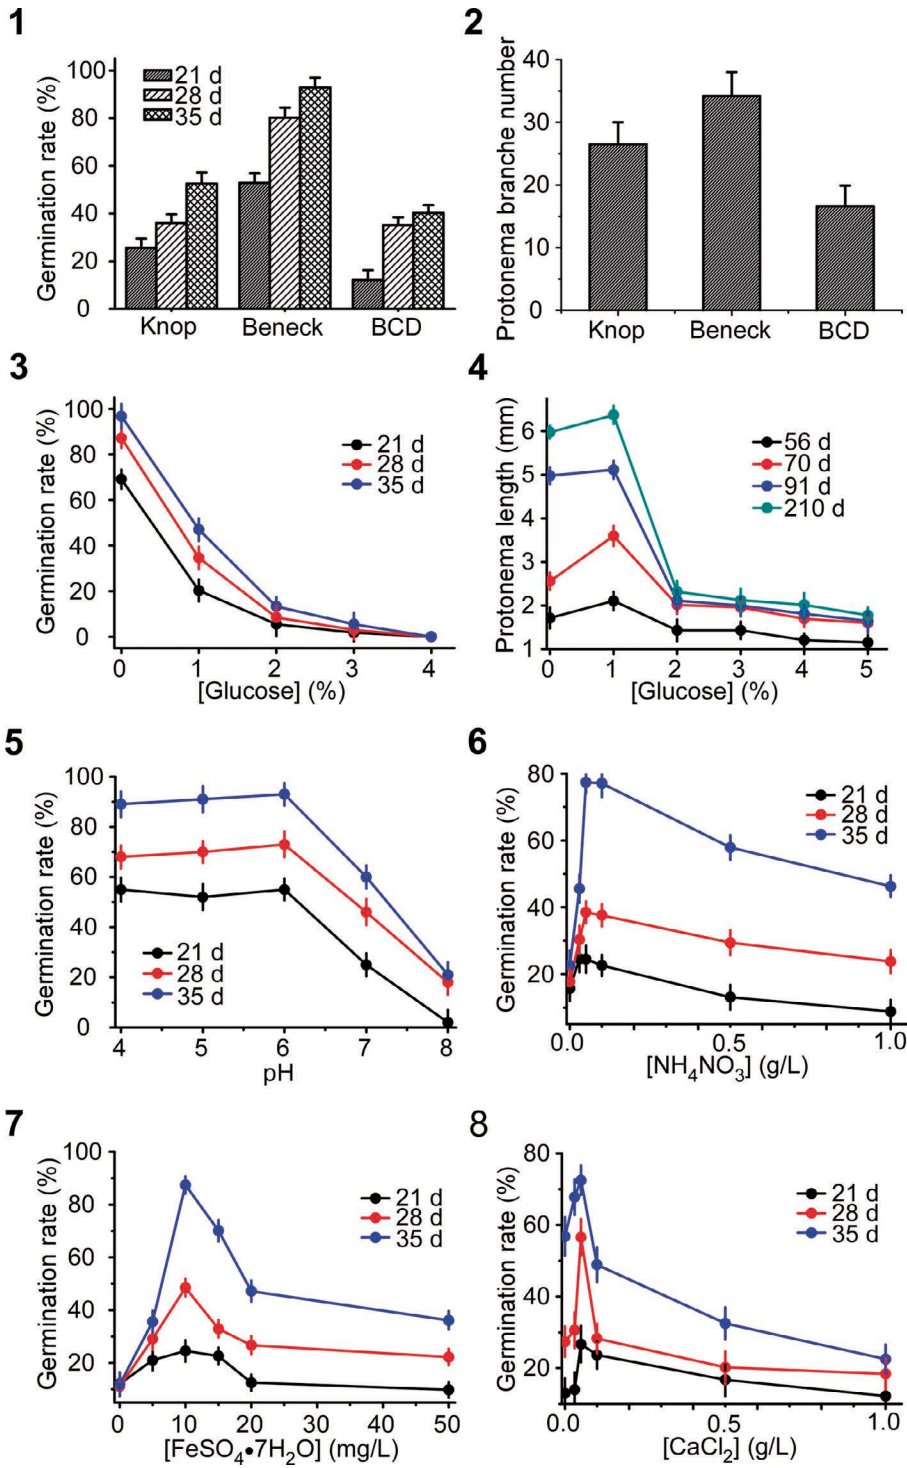 1
Germination rate (%)
100
80
60
40
20
0
21 d
28 d
35 d
Knop
Beneck
BCD
2
Protonema branche number
40
30
20
10
0
Knop
Beneck
BCD
3
Germination rate (%)
100
80
60
40
20
0
21 d
28 d
35 d
0 1 2 3 4
[Glucose] (%)
4
Protonema length (mm)
6
5
4
3
2
1
56 d
70 d
91 d
210 d
0 1 2 3 4 5
[Glucose] (%)
5
Germination rate (%)
100
80
60
40
20
0
21 d
28 d
35 d
4 5 6 7 8
pH
6
Germination rate (%)
80
60
40
20
21 d
28 d
35 d
0.0 0.5 1.0
[NH4NO3] (g/L)
7
Germination rate (%)
100
80
60
40
20
21 d
28 d
35 d
0 10 20 30 40 50
[FeSO4•7H2O] (mg/L)
8
Germination rate (%)
80
60
40
20
21 d
28 d
35 d
0.0 0.5 1.0
[CaCl2] (g/L)